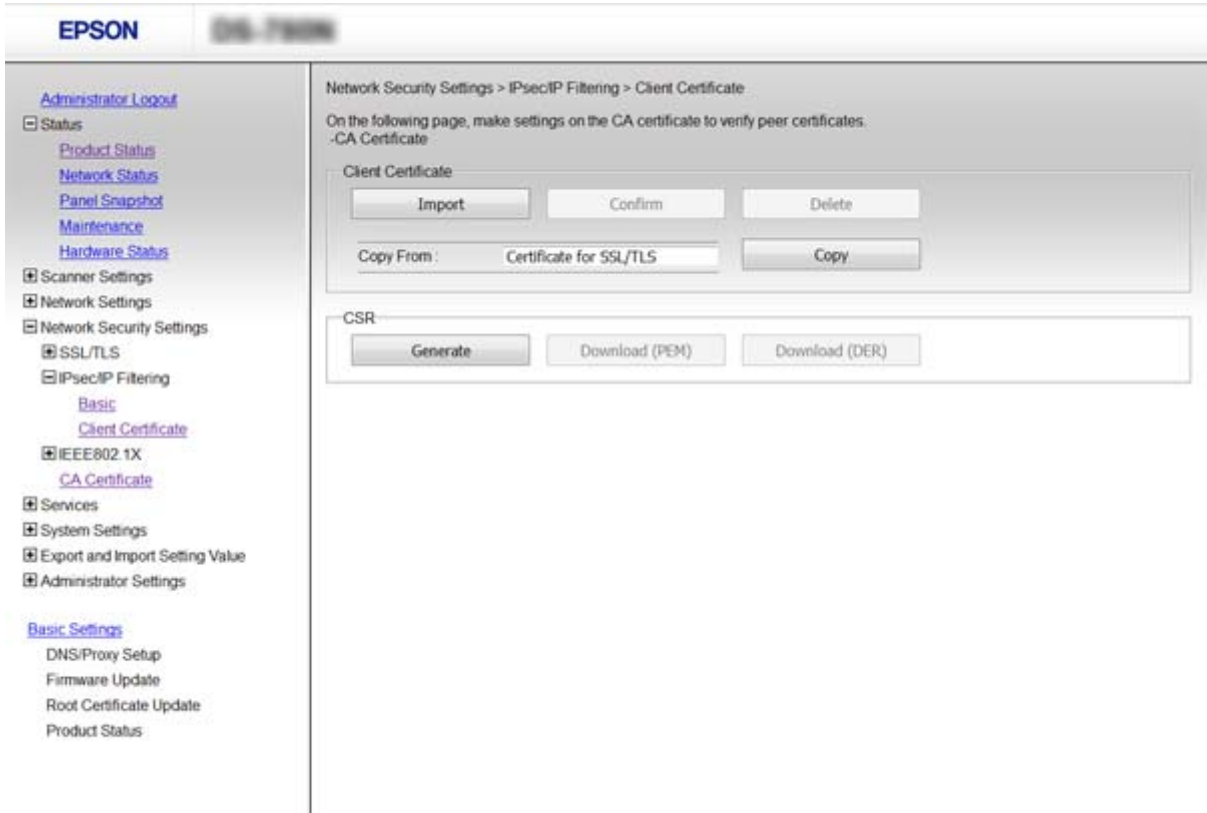 EPSON
Administrator Logout
Status
Product Status
Network Status
Panel Snapshot
Maintenance
Hardware Status
Scanner Settings
Network Settings
Network Security Settings
SSL/TLS
IPsec/IP Filtering
Basic
Client Certificate
IEEE802.1X
CA Certificate
Services
System Settings
Export and Import Setting Value
Administrator Settings
Basic Settings
DNS/Proxy Setup
Firmware Update
Root Certificate Update
Product Status
Network Security Settings > IPsec/IP Filtering > Client Certificate
On the following page, make settings on the CA certificate to verify peer certificates.
-CA Certificate
Client Certificate
Import Confirm Delete
Copy From : Certificate for SSL/TLS Copy
CSR
Generate Download (PEM) Download (DER)